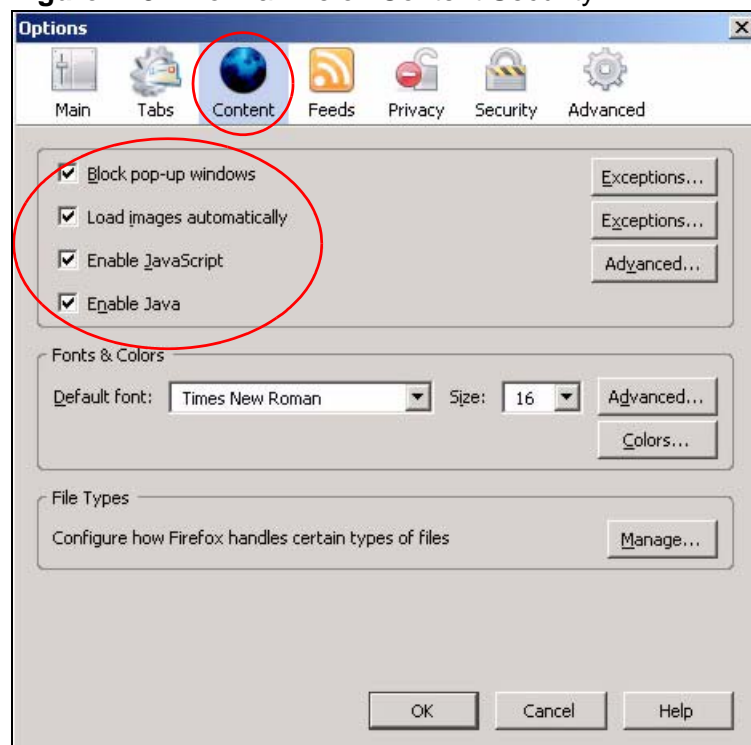 Options
Main Tabs Content Feeds Privacy Security Advanced
Block pop-up windows Exceptions...
Load images automatically Exceptions...
Enable JavaScript Advanced...
Enable Java
Fonts & Colors
Default font: Times New Roman Size: 16 Advanced...
Colors...
File Types
Configure how Firefox handles certain types of files Manage...
OK Cancel Help